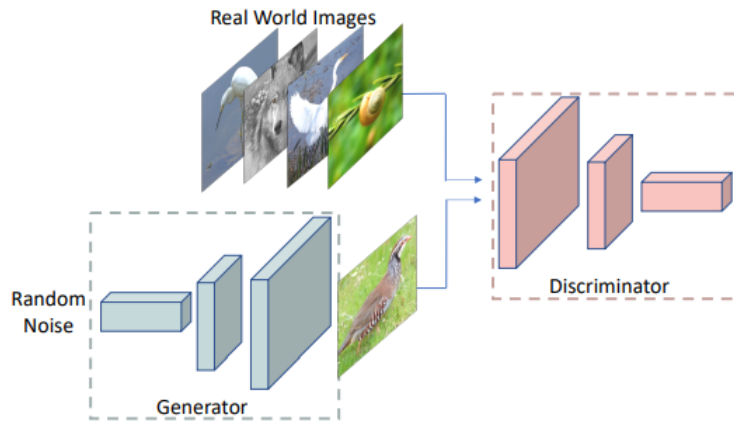 Real World Images
Random
Noise
Generator
Discriminator